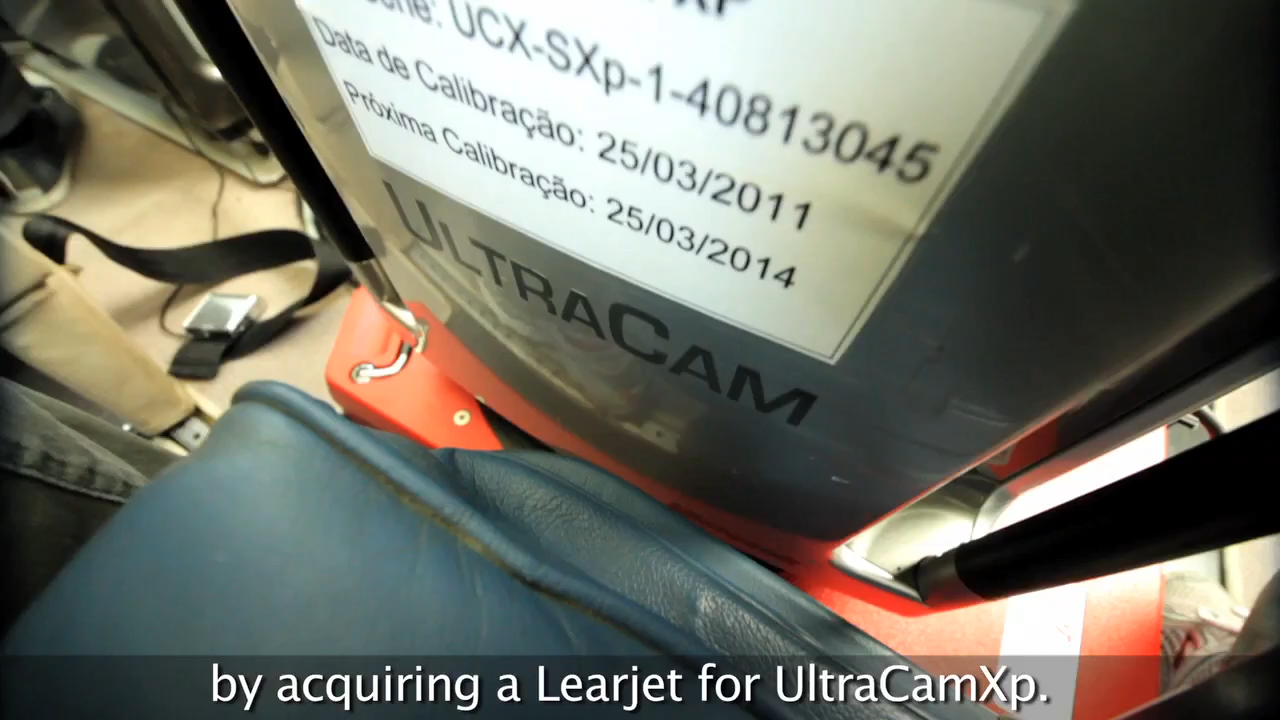 XP
UCX-SXp-1-40813045
Data de Calibração: 25/03/2011
Próxima Calibração: 25/03/2014
ULTRACAM
by acquiring a Learjet for UltraCamXp.